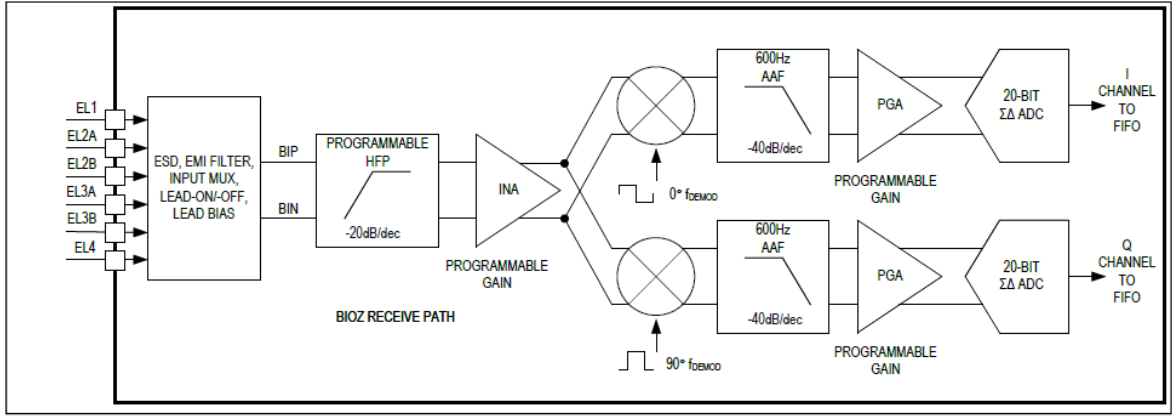 EL1
EL2A
EL2B
EL3A
EL3B
EL4
ESD, EMI FILTER,
INPUT MUX,
LEAD-ON/-OFF,
LEAD BIAS
BIP
BIN
PROGRAMMABLE
HFP
-20dB/dec
INA
PROGRAMMABLE
GAIN
BIOZ RECEIVE PATH
0° fDEMOD
600Hz
AAF
-40dB/dec
PGA
PROGRAMMABLE
GAIN
20-BIT
ΣΔ ADC
I
CHANNEL
TO
FIFO
90° fDEMOD
600Hz
AAF
-40dB/dec
PGA
PROGRAMMABLE
GAIN
20-BIT
ΣΔ ADC
Q
CHANNEL
TO
FIFO